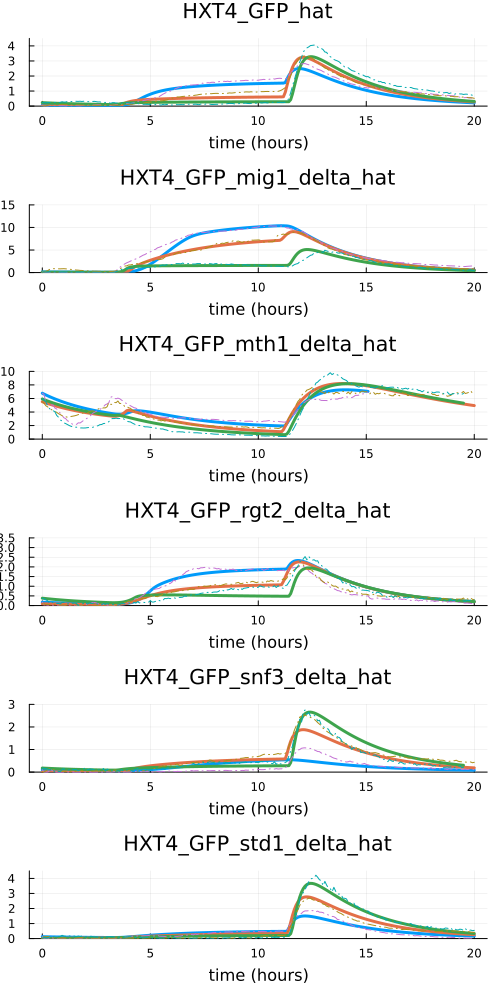 HXT4_GFP_hat
4
3
2
1
0
0 5 10 15 20
time (hours)
HXT4_GFP_mig1_delta_hat
15
10
5
0
0 5 10 15 20
time (hours)
HXT4_GFP_mth1_delta_hat
10
8
6
4
2
0
0 5 10 15 20
time (hours)
HXT4_GFP_rgt2_delta_hat
3.5
3.0
2.5
2.0
1.5
1.0
0.5
0.0
0 5 10 15 20
time (hours)
HXT4_GFP_snf3_delta_hat
3
2
1
0
0 5 10 15 20
time (hours)
HXT4_GFP_std1_delta_hat
4
3
2
1
0
0 5 10 15 20
time (hours)